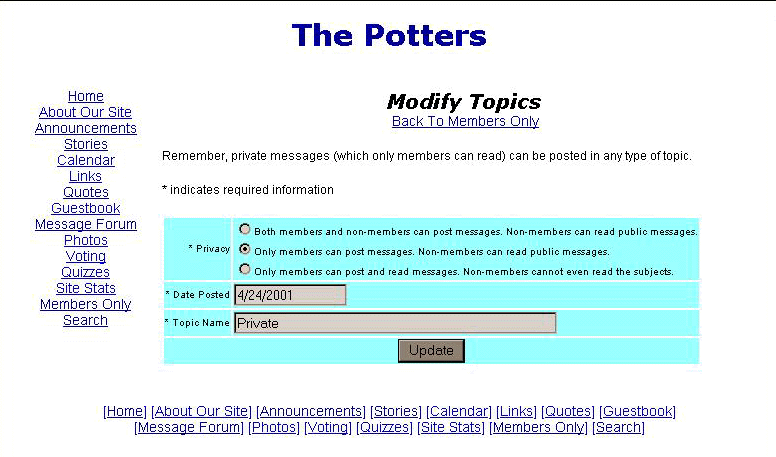 The Potters
Home
About Our Site
Announcements
Stories
Calendar
Links
Quotes
Guestbook
Message Forum
Photos
Voting
Quizzes
Site Stats
Members Only
Search
Modify Topics
Back To Members Only
Remember, private messages (which only members can read) can be posted in any type of topic.
* indicates required information
* Privacy
Both members and non-members can post messages. Non-members can read public messages.
Only members can post messages. Non-members can read public messages.
Only members can post and read messages. Non-members cannot even read the subjects.
* Date Posted 4/24/2001
* Topic Name Private
Update
[Home] [About Our Site] [Announcements] [Stories] [Calendar] [Links] [Quotes] [Guestbook]
[Message Forum] [Photos] [Voting] [Quizzes] [Site Stats] [Members Only] [Search]